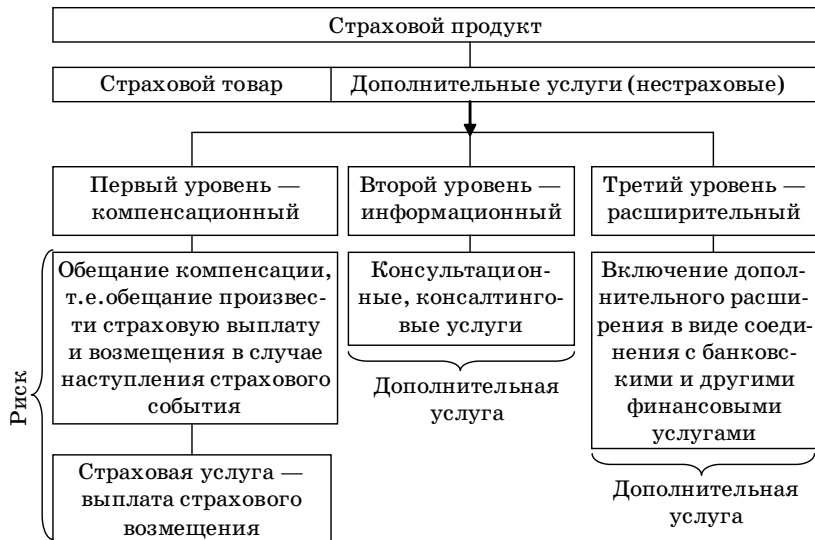 Страховой продукт
Страховой товар
Дополнительные услуги (нестраховые)
Первый уровень —
компенсационный
Второй уровень —
информационный
Третий уровень —
расширительный
Риск
Обещание компенсации,
т.е.обещание произвес-
ти страховую выплату
и возмещения в случае
наступления страхового
события
Страховая услуга —
выплата страхового
возмещения
Консультацион-
ные, консалтинго-
вые услуги
Дополнительная
услуга
Включение допол-
нительного расши-
рения в виде соеди-
нения с банковс-
кими и другими
финансовыми
услугами
Дополнительная
услуга